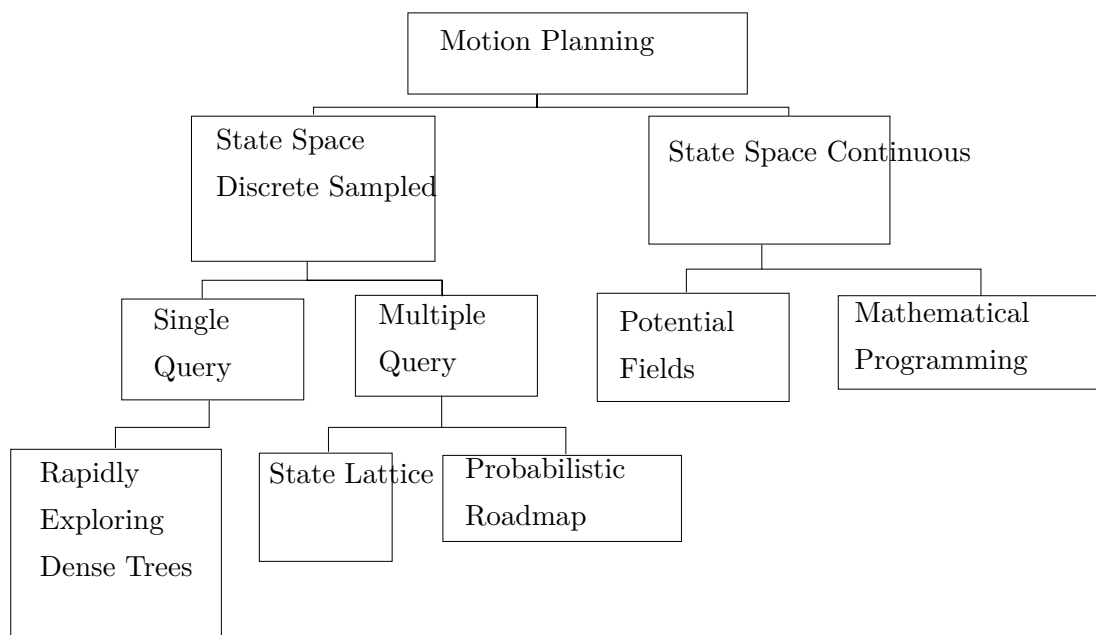 Motion Planning
State Space
Discrete Sampled
State Space Continuous
Single
Query
Multiple
Query
Potential
Fields
Mathematical
Programming
Rapidly
Exploring
Dense Trees
State Lattice
Probabilistic
Roadmap